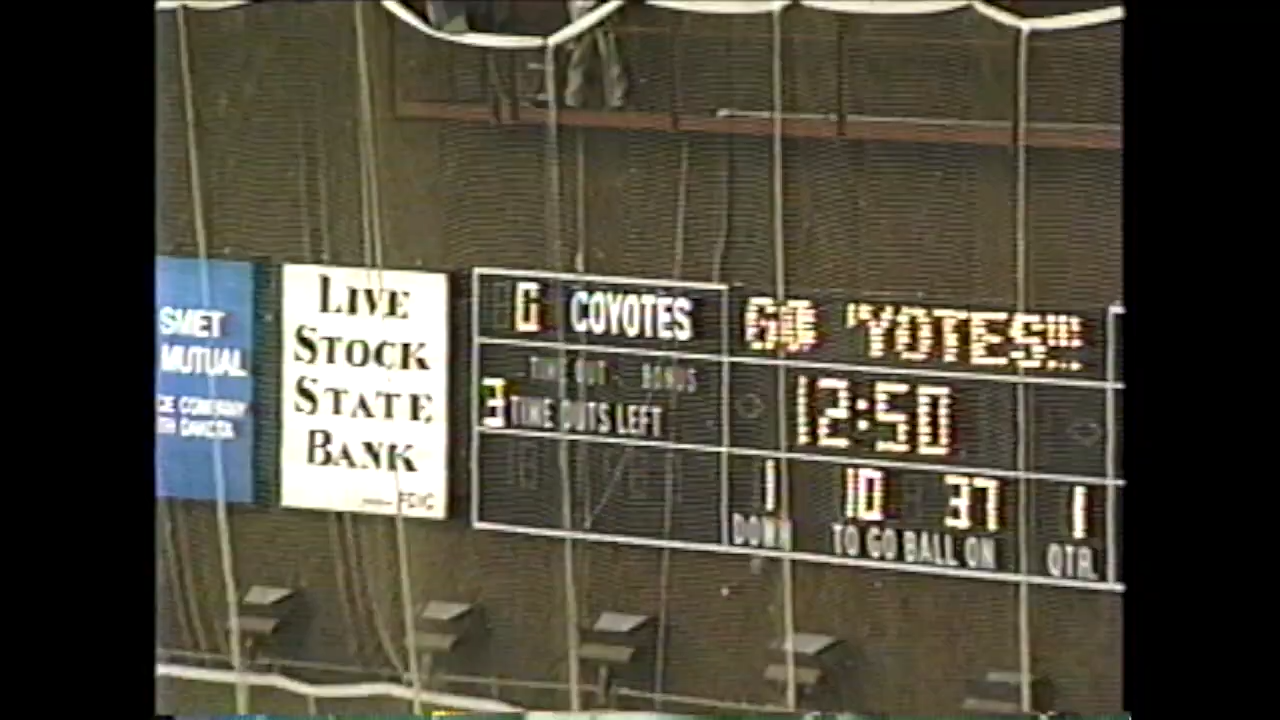 SMET
MUTUAL
CE COMPANY
TH DAKOTA
LIVE
STOCK
STATE
BANK
FDIC
0 COYOTES
GO 'YOTES!!!
TIME OUT BONUS
3 TIME OUTS LEFT
12:50
1 10 37 1
DOWN TO GO BALL ON QTR.